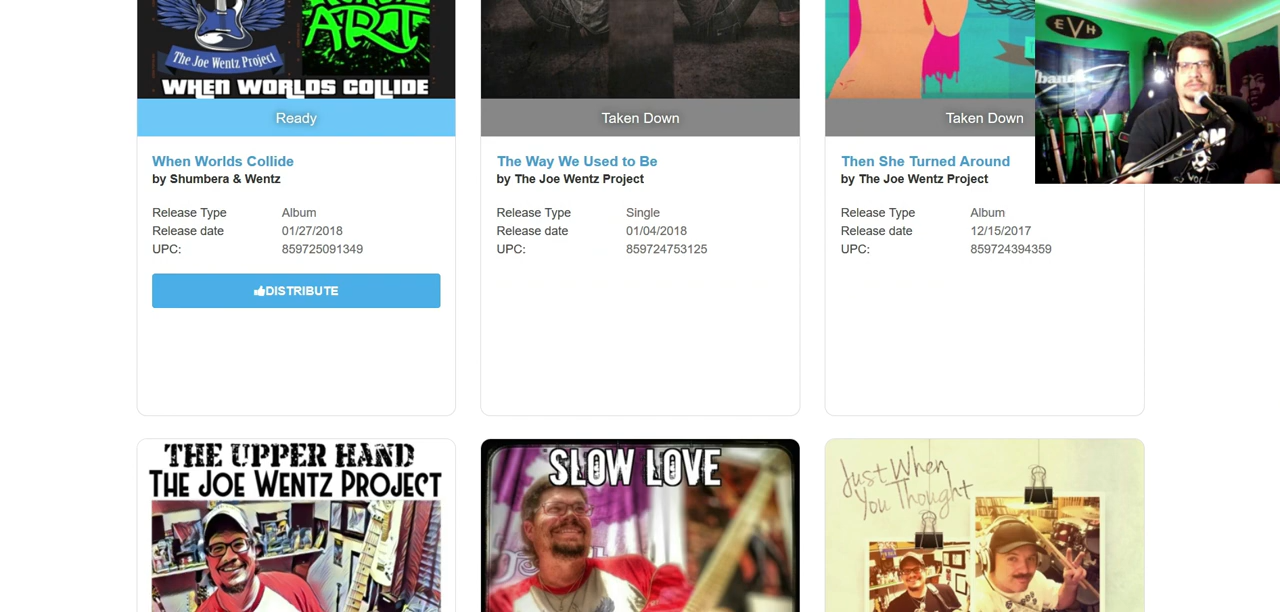 ART
The Joe Wentz Project
WHEN WORLDS COLLIDE
Ready
Taken Down
Taken Down
When Worlds Collide
by Shumbera & Wentz
Release Type Album
Release date 01/27/2018
UPC: 859725091349
DISTRIBUTE
The Way We Used to Be
by The Joe Wentz Project
Release Type Single
Release date 01/04/2018
UPC: 859724753125
Then She Turned Around
by The Joe Wentz Project
Release Type Album
Release date 12/15/2017
UPC: 859724394359
EVH
THE UPPER HAND
THE JOE WENTZ PROJECT
SLOW LOVE
Just When
You Thought